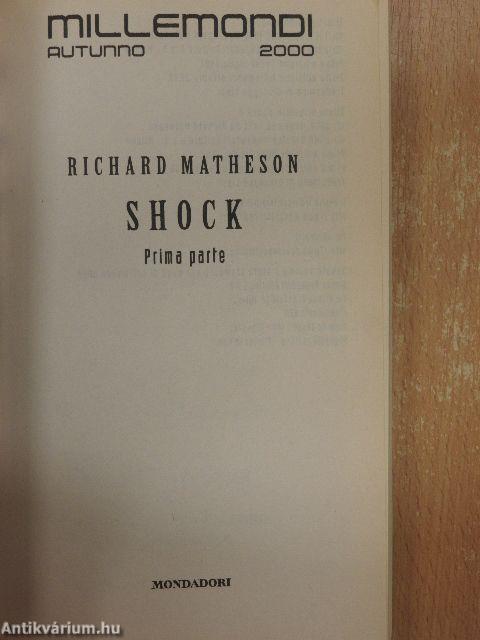 MILLEMONDI
AUTUNNO 2000
RICHARD MATHESON
SHOCK
Prima parte
MONDADORI
Antikvárium.hu